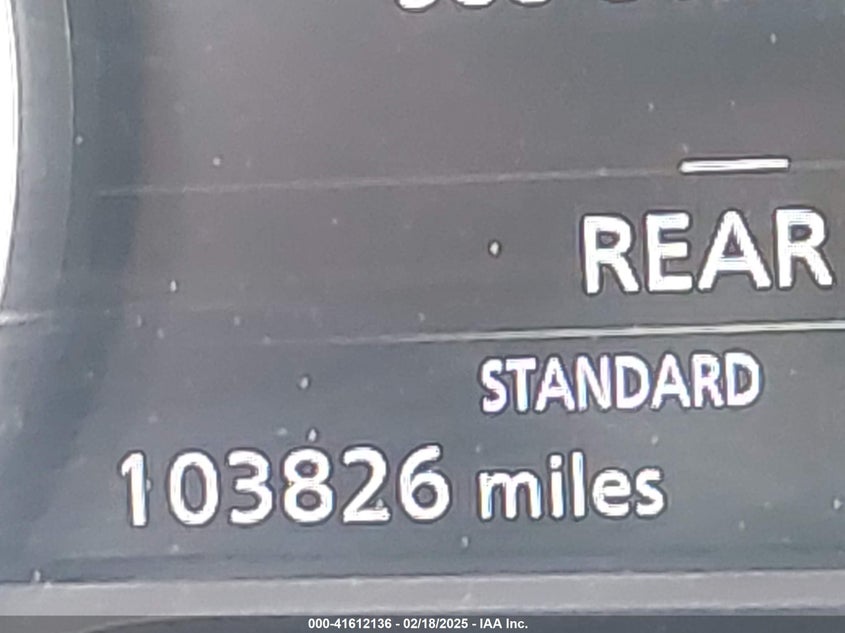 REAR
STANDARD
103826 miles
000-41612136 - 02/18/2025 - IAA Inc.